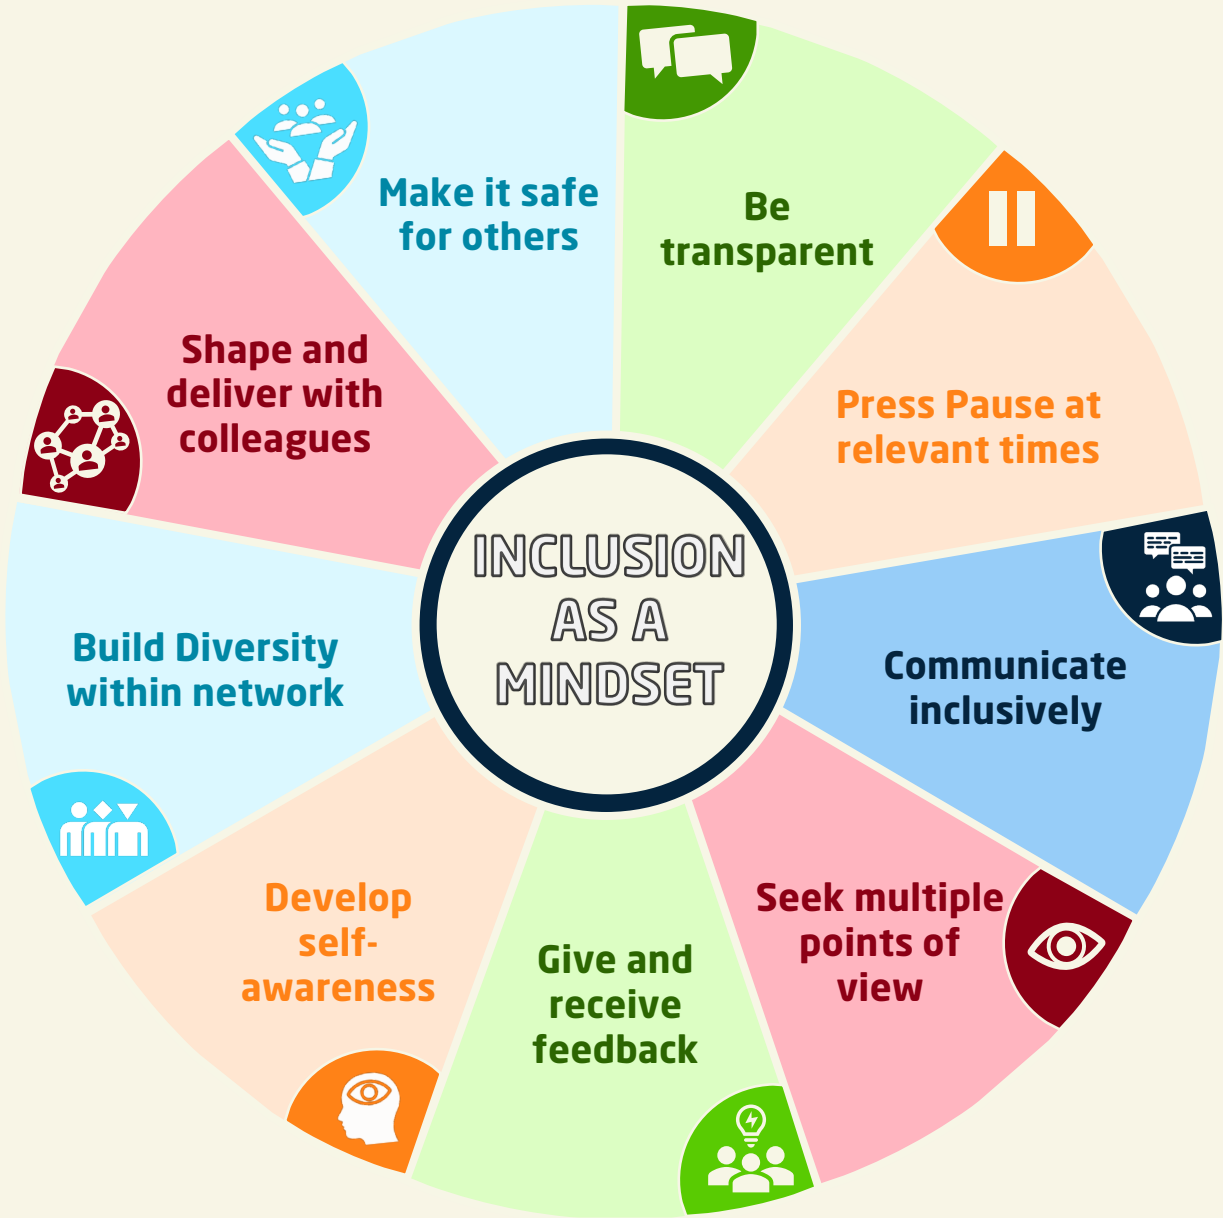 INCLUSION
AS A
MINDSET
Be
transparent
Press Pause at
relevant times
Communicate
inclusively
Seek multiple
points of
view
Give and
receive
feedback
Develop
self-
awareness
Build Diversity
within network
Shape and
deliver with
colleagues
Make it safe
for others